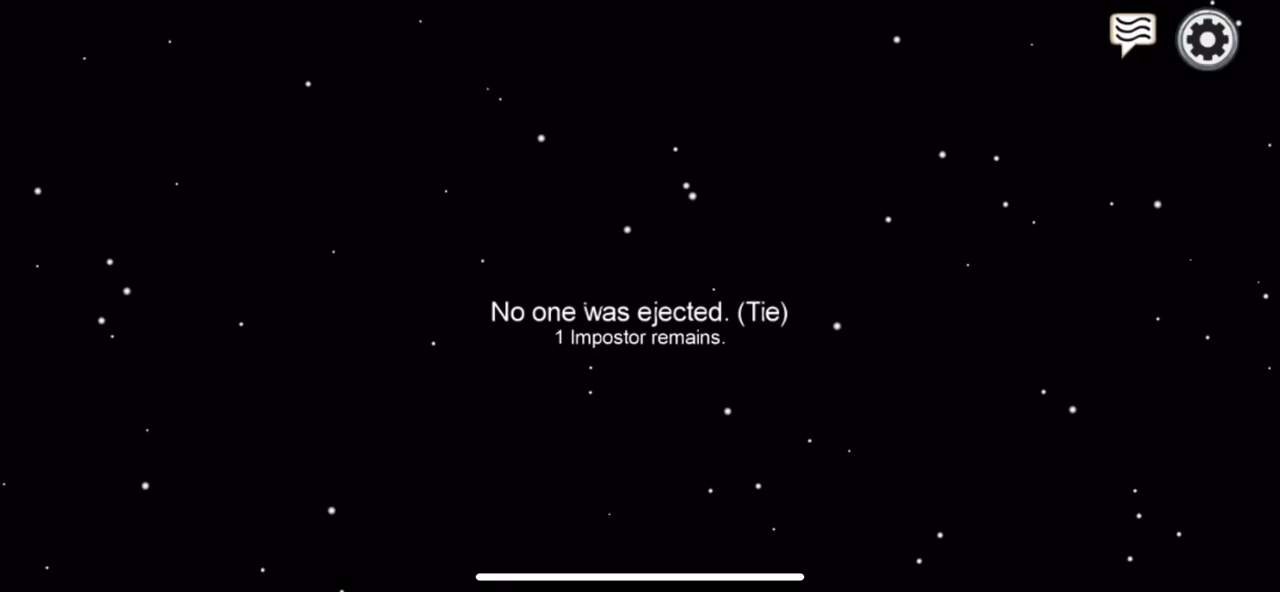 No one was ejected. (Tie)
1 Impostor remains.